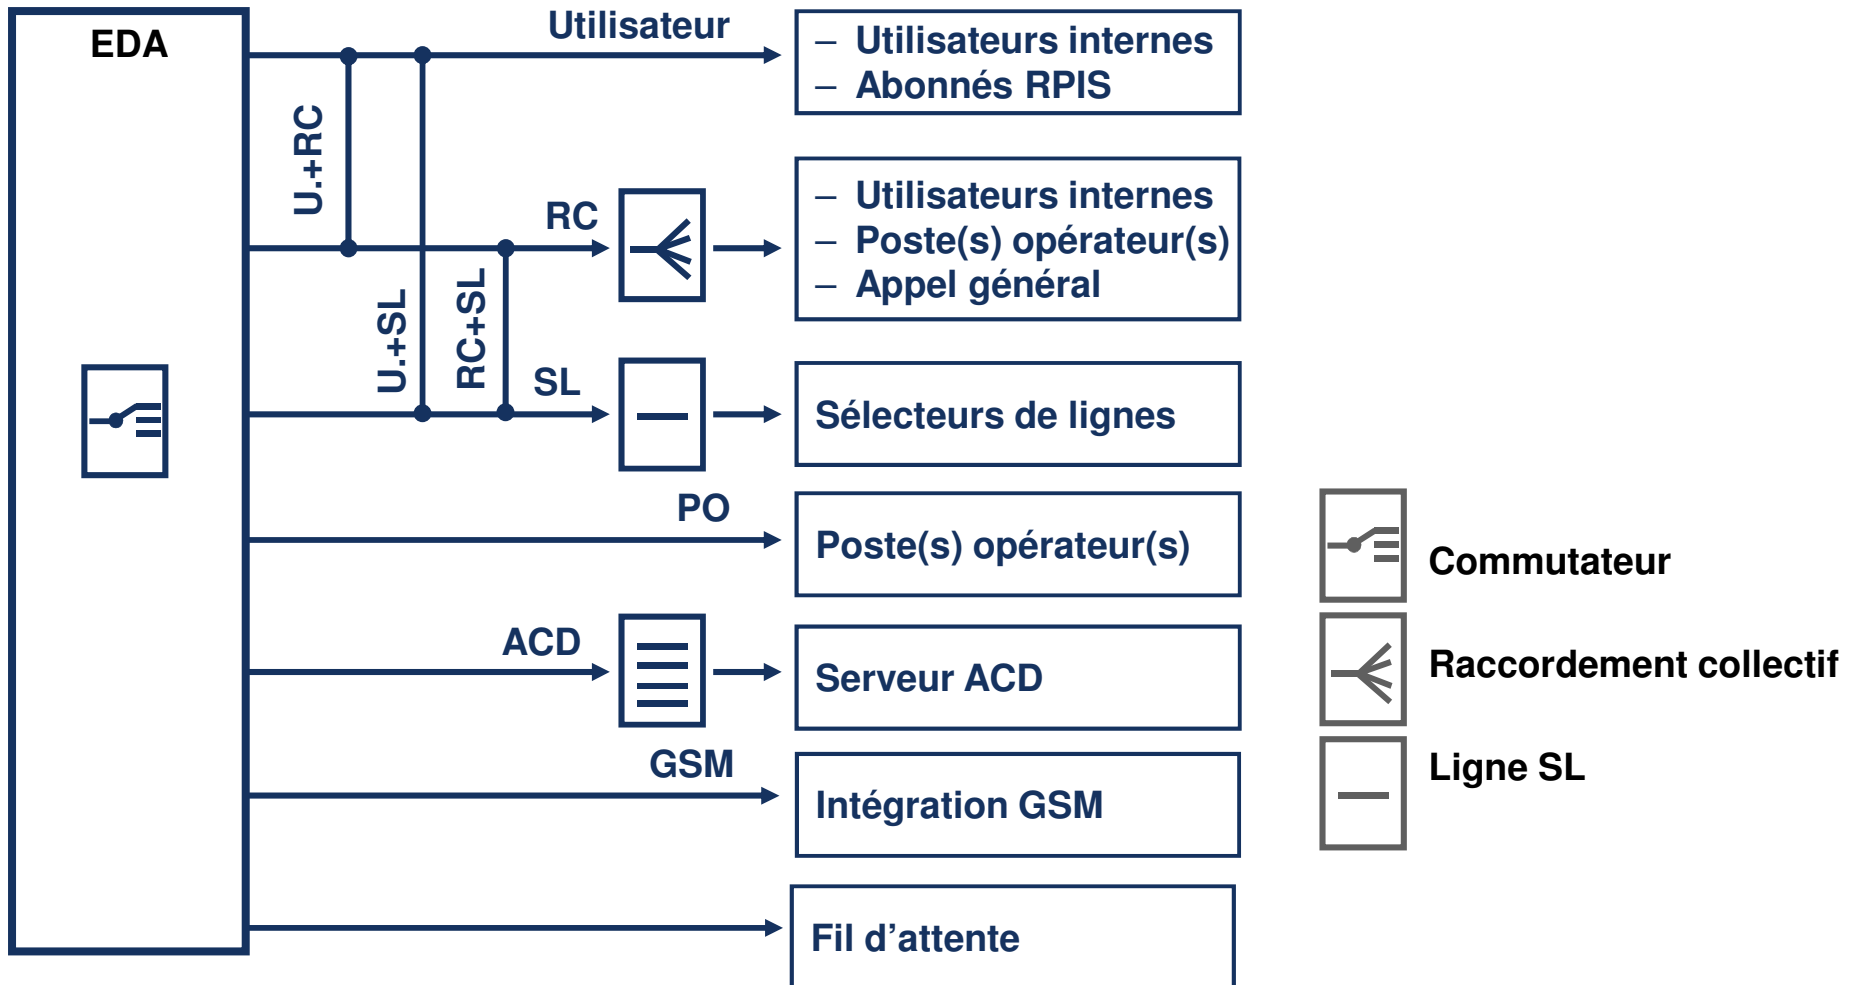 EDA
Utilisateur
– Utilisateurs internes
– Abonnés RPIS
U.+RC
RC
– Utilisateurs internes
– Poste(s) opérateur(s)
– Appel général
U.+SL
RC+SL
SL
Sélecteurs de lignes
PO
Poste(s) opérateur(s)
ACD
Serveur ACD
GSM
Intégration GSM
Fil d’attente
Commutateur
Raccordement collectif
Ligne SL